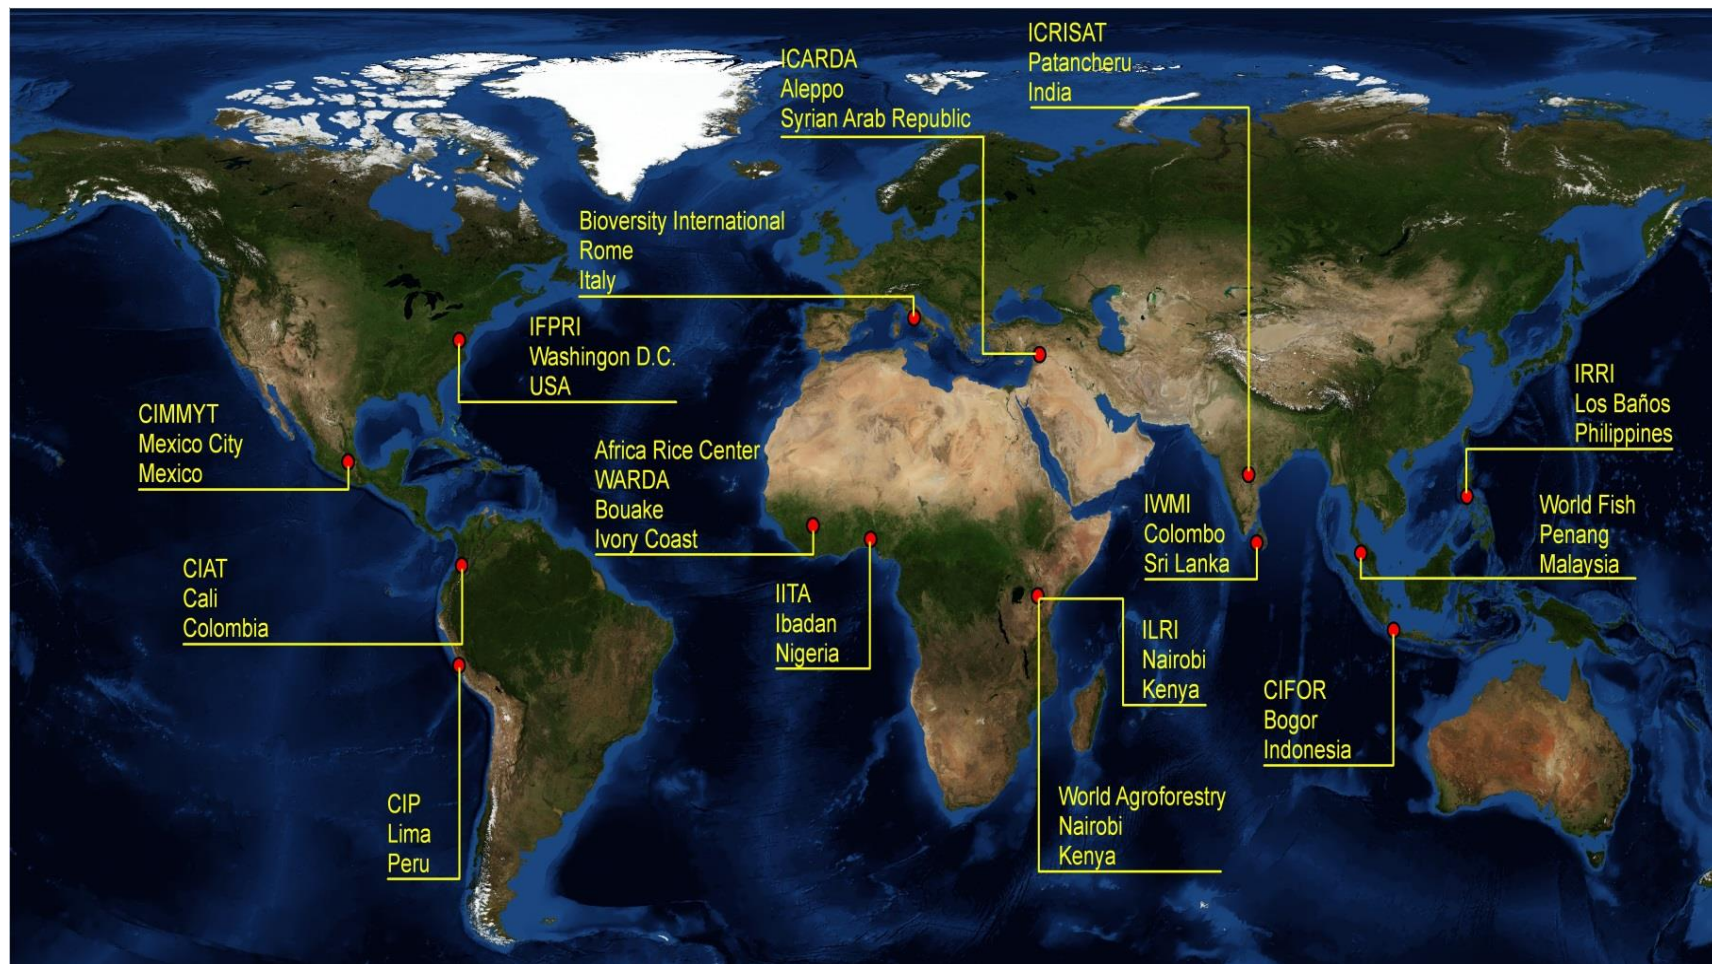 ICRISAT
Patancheru
India
ICARDA
Aleppo
Syrian Arab Republic
Bioversity International
Rome
Italy
IFPRI
Washingon D.C.
USA
CIMMYT
Mexico City
Mexico
Africa Rice Center
WARDA
Bouake
Ivory Coast
IRRI
Los Baños
Philippines
IWMI
Colombo
Sri Lanka
World Fish
Penang
Malaysia
CIAT
Cali
Colombia
IITA
Ibadan
Nigeria
ILRI
Nairobi
Kenya
CIFOR
Bogor
Indonesia
CIP
Lima
Peru
World Agroforestry
Nairobi
Kenya